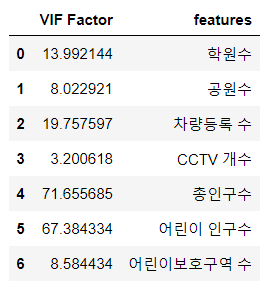 VIF Factor features
0 13.992144 학원수
1 8.022921 공원수
2 19.757597 차량등록 수
3 3.200618 CCTV 개수
4 71.655685 총인구수
5 67.384334 어린이 인구수
6 8.584434 어린이보호구역 수